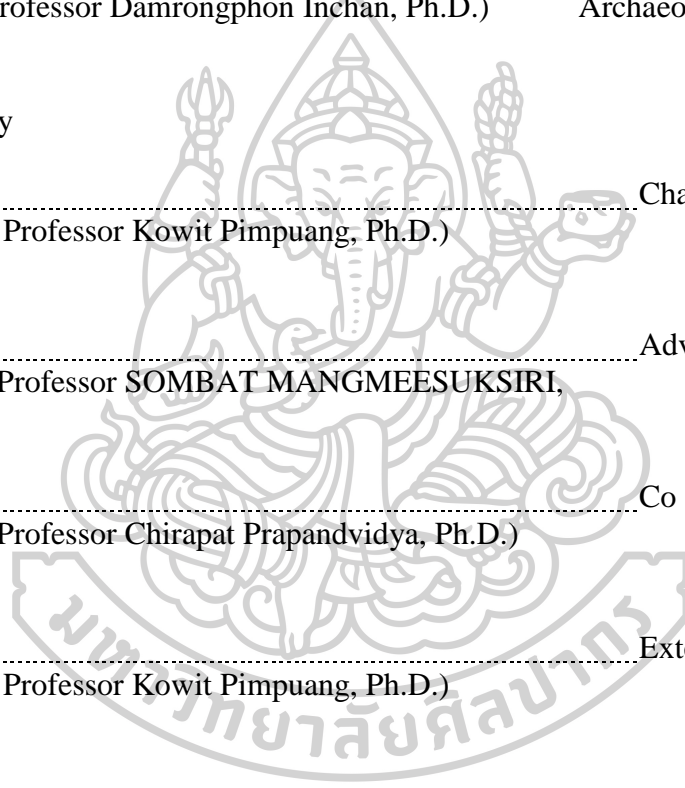 rofessor Damrongphon Inchan, Ph.D.) Archaeo
y
Cha
Professor Kowit Pimpuang, Ph.D.)
Adv
Professor SOMBAT MANGMEESUKSIRI,
Co
Professor Chirapat Prapandvidya, Ph.D.)
Exte
Professor Kowit Pimpuang, Ph.D.)
มหาวิทยาลัยศิลปากร